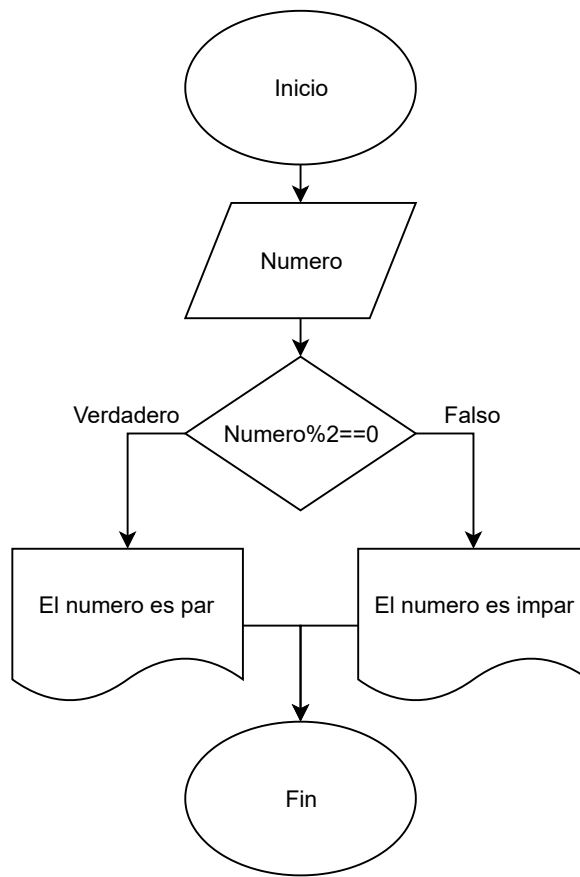 Inicio
Numero
Verdadero
Numero%2==0
Falso
El numero es par
El numero es impar
Fin